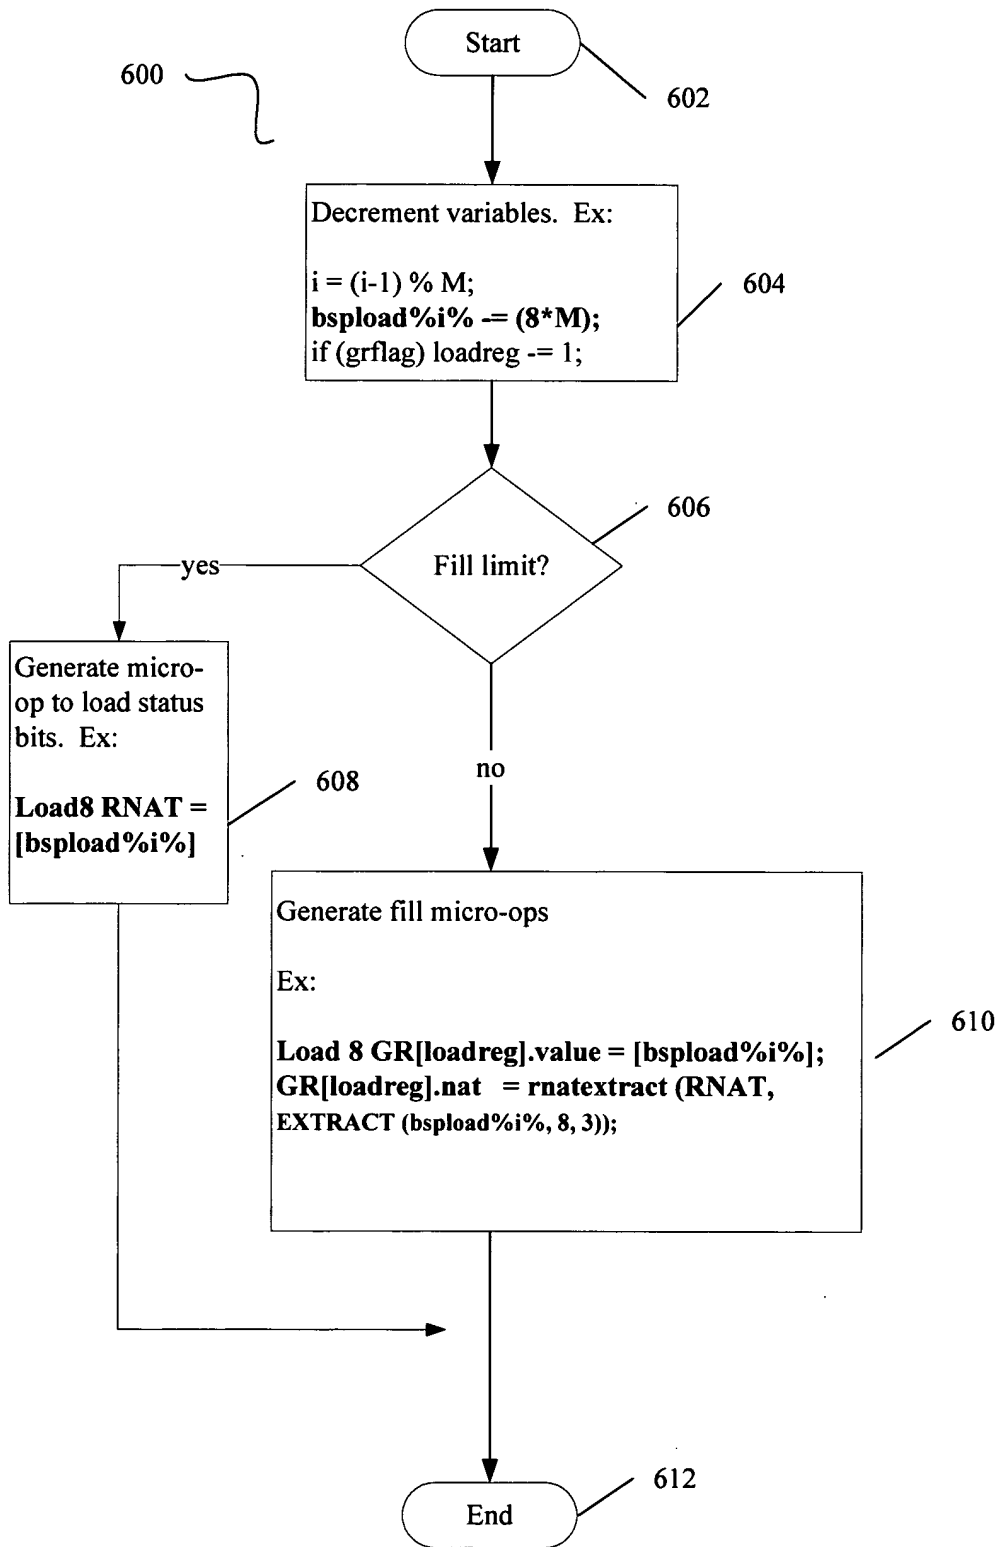 Start
600
602
Decrement variables. Ex:
i = (i-1) % M;
bspload%i% -= (8*M);
if (grflag) loadreg -= 1;
604
606
Fill limit?
yes
Generate micro-
op to load status
bits. Ex:
Load8 RNAT =
[bspload%i%]
608
no
Generate fill micro-ops
Ex:
Load 8 GR[loadreg].value = [bspload%i%];
GR[loadreg].nat = rnatextract (RNAT,
EXTRACT (bspload%i%, 8, 3));
610
612
End